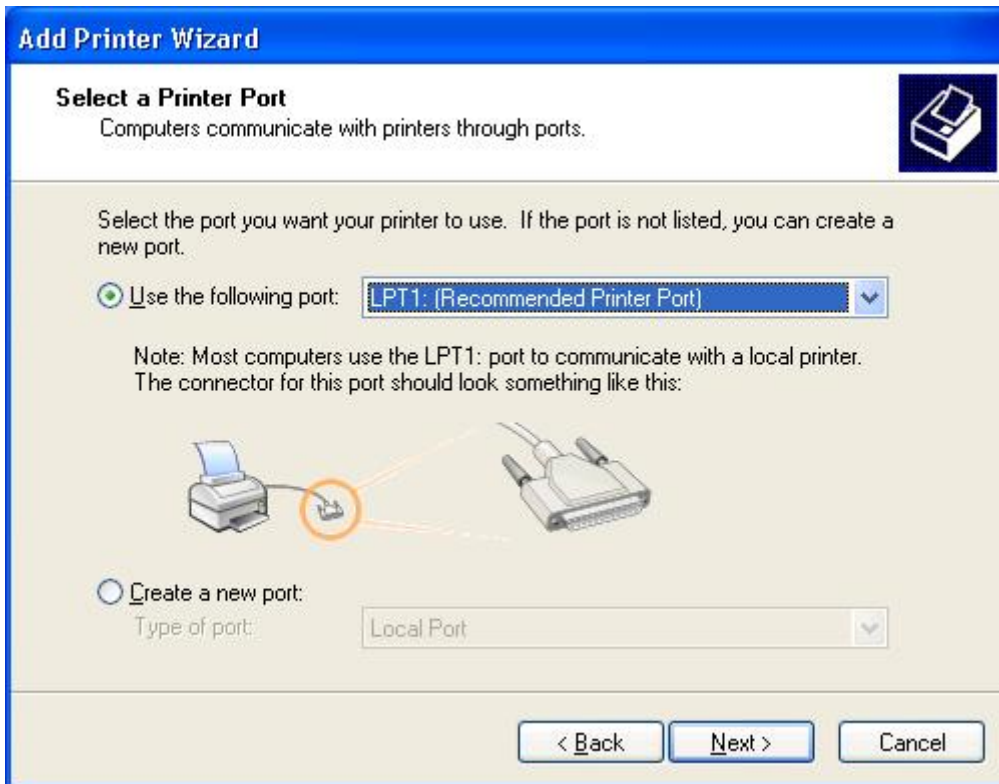 Add Printer Wizard
Select a Printer Port
Computers communicate with printers through ports.
Select the port you want your printer to use.  If the port is not listed, you can create a
new port.
Use the following port: LPT1: (Recommended Printer Port)
Note: Most computers use the LPT1: port to communicate with a local printer.
The connector for this port should look something like this:
Create a new port:
Type of port: Local Port
< Back Next > Cancel